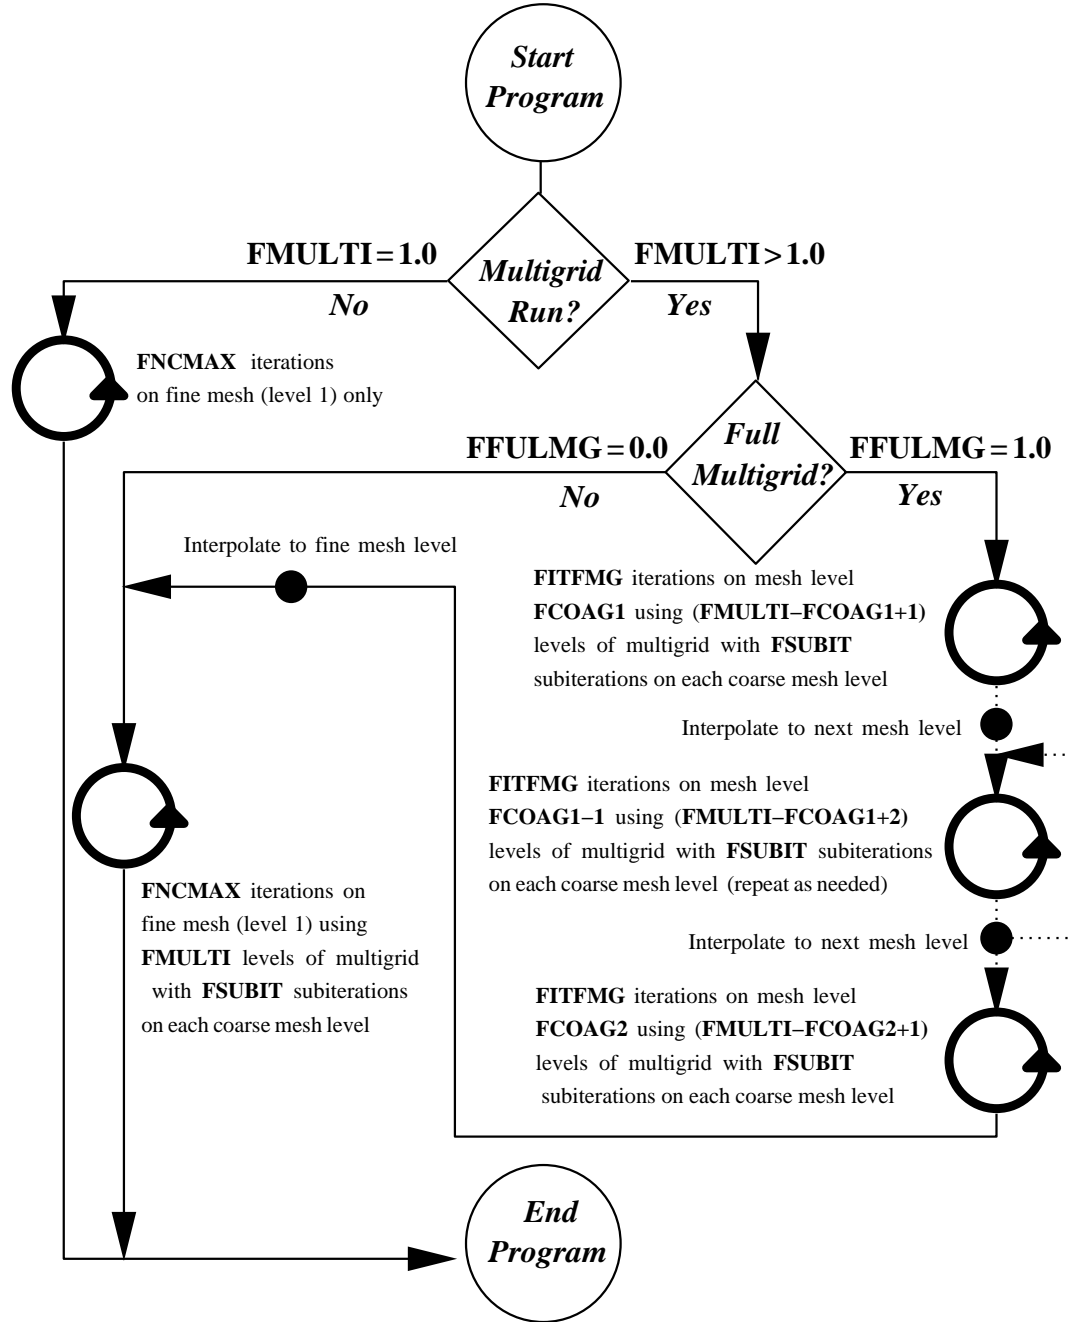 Start
Program
FMULTI=1.0
FMULTI>1.0
Multigrid
Run?
No
Yes
FNCMAX iterations
on fine mesh (level 1) only
Full
Multigrid?
FFULMG=0.0
FFULMG=1.0
No
Yes
Interpolate to fine mesh level
FITFMG iterations on mesh level
FCOAG1 using (FMULTI–FCOAG1+1)
levels of multigrid with FSUBIT
subiterations on each coarse mesh level
Interpolate to next mesh level
FITFMG iterations on mesh level
FCOAG1–1 using (FMULTI–FCOAG1+2)
levels of multigrid with FSUBIT subiterations
on each coarse mesh level (repeat as needed)
FNCMAX iterations on
fine mesh (level 1) using
FMULTI levels of multigrid
with FSUBIT subiterations
on each coarse mesh level
Interpolate to next mesh level
FITFMG iterations on mesh level
FCOAG2 using (FMULTI–FCOAG2+1)
levels of multigrid with FSUBIT
subiterations on each coarse mesh level
End
Program